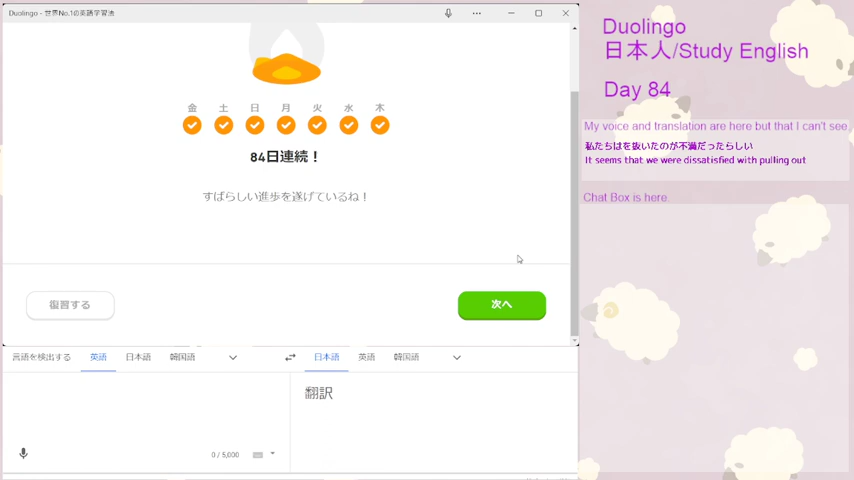 Duolingo - 世界No.1の英語学習法
金 土 日 月 火 水 木
84日連続！
すばらしい進歩を遂げているね！
復習する
次へ
言語を検出する 英語 日本語 韓国語
日本語 英語 韓国語
翻訳
0 / 5,000
Duolingo
日本人/Study English
Day 84
My voice and translation are here but that I can't see.
私たちはを抜いたのが不満だったらしい
It seems that we were dissatisfied with pulling out
Chat Box is here.